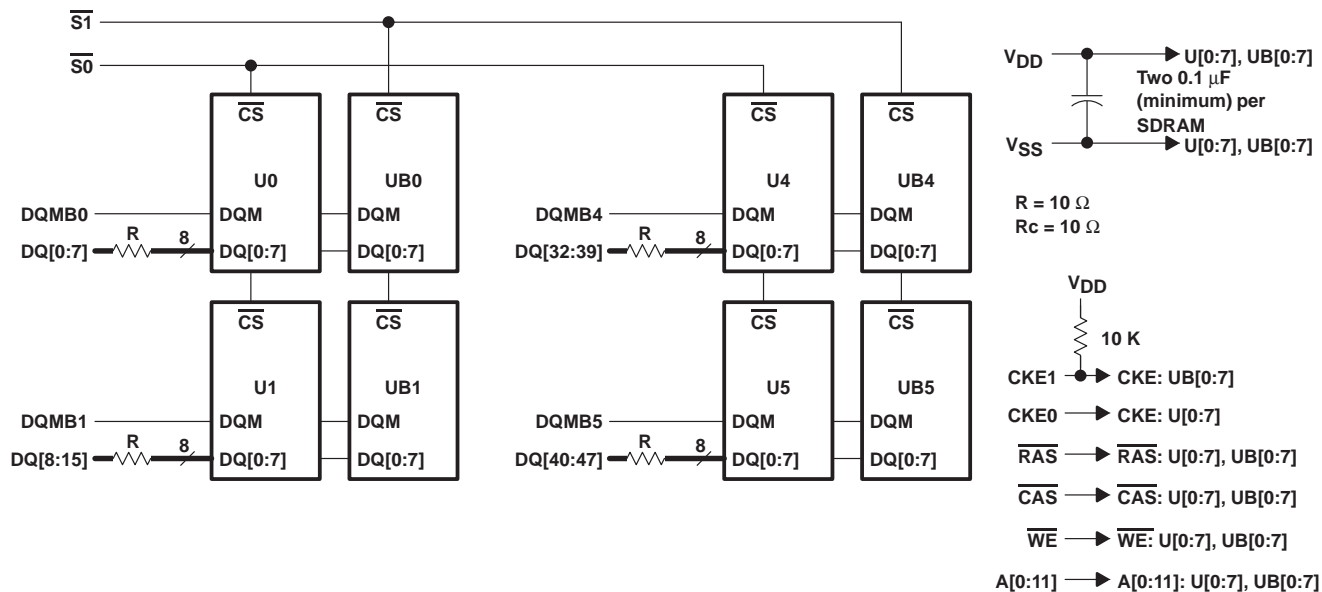 S1
S0
CS CS CS CS
U0 UB0 U4 UB4
DQMB0 DQM DQM DQMB4 DQM DQM
DQ[0:7] R 8 DQ[0:7] DQ[0:7] DQ[32:39] R 8 DQ[0:7] DQ[0:7]
CS CS CS CS
U1 UB1 U5 UB5
DQMB1 DQM DQM DQMB5 DQM DQM
DQ[8:15] R 8 DQ[0:7] DQ[0:7] DQ[40:47] R 8 DQ[0:7] DQ[0:7]
VDD U[0:7], UB[0:7]
Two 0.1 μF
(minimum) per
SDRAM
VSS U[0:7], UB[0:7]
R = 10 Ω
Rc = 10 Ω
VDD
10 K
CKE1 CKE: UB[0:7]
CKE0 CKE: U[0:7]
RAS RAS: U[0:7], UB[0:7]
CAS CAS: U[0:7], UB[0:7]
WE WE: U[0:7], UB[0:7]
A[0:11] A[0:11]: U[0:7], UB[0:7]